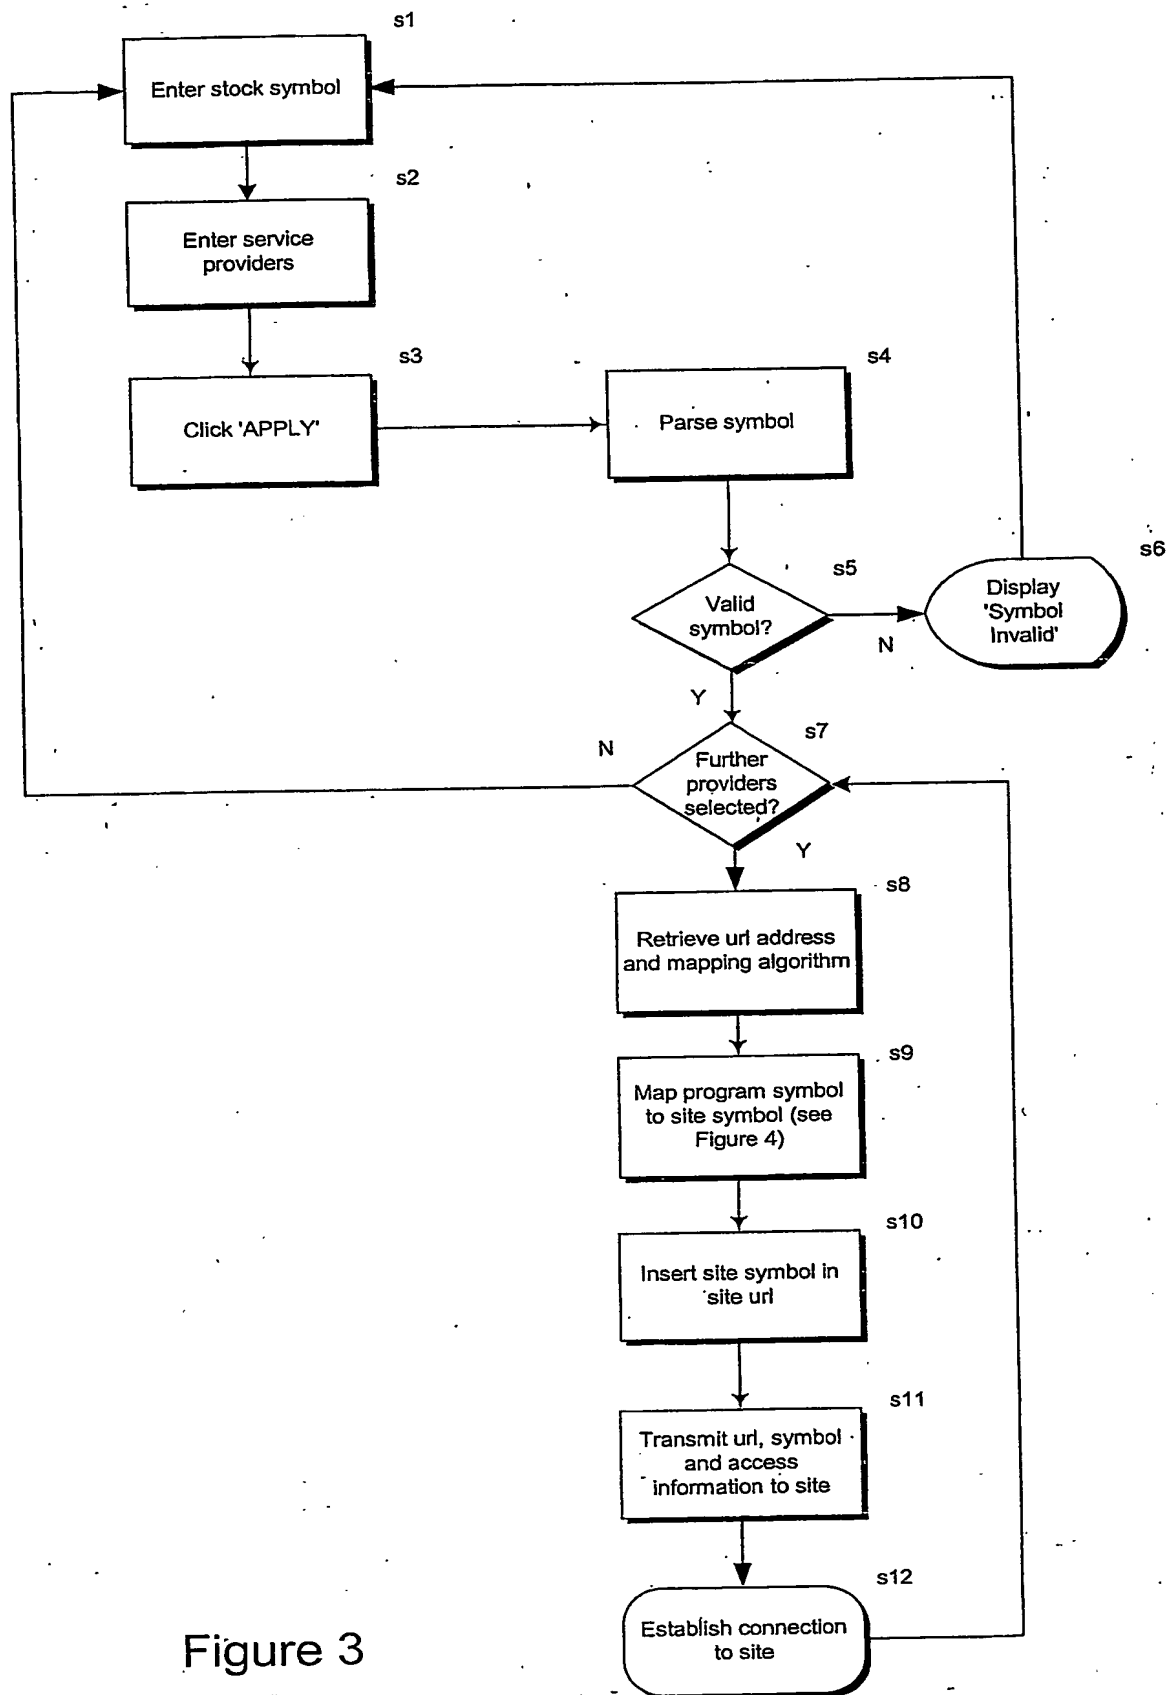 s1
Enter stock symbol
s2
Enter service
providers
s3
Click 'APPLY'
s4
Parse symbol
s5
Valid
symbol?
N
s6
Display
'Symbol
Invalid'
Y
s7
N
Further
providers
selected?
Y
s8
Retrieve url address
and mapping algorithm
s9
Map program symbol
to site symbol (see
Figure 4)
s10
Insert site symbol in
site url
s11
Transmit url, symbol
and access
information to site
s12
Establish connection
to site
Figure 3